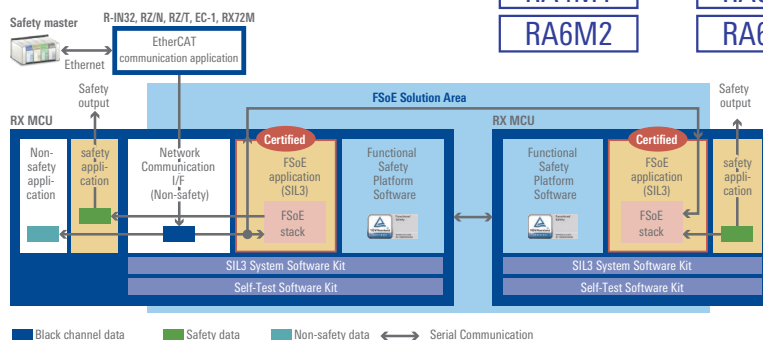 RA6M2
RA6
R-IN32, RZ/N, RZ/T, EC-1, RX72M
Safety master
EtherCAT
communication application
Ethernet
Safety
output
FSoE Solution Area
Safety
output
RX MCU
RX MCU
Certified
Certified
Non-
safety
appli-
cation
safety
appli-
cation
Network
Communication
I/F
(Non-safety)
FSoE
application
(SIL3)
FSoE
stack
Functional
Safety
Platform
Software
Functional
Safety
Platform
Software
FSoE
application
(SIL3)
FSoE
stack
safety
appli-
cation
SIL3 System Software Kit
Self-Test Software Kit
SIL3 System Software Kit
Self-Test Software Kit
Black channel data
Safety data
Non-safety data
Serial Communication